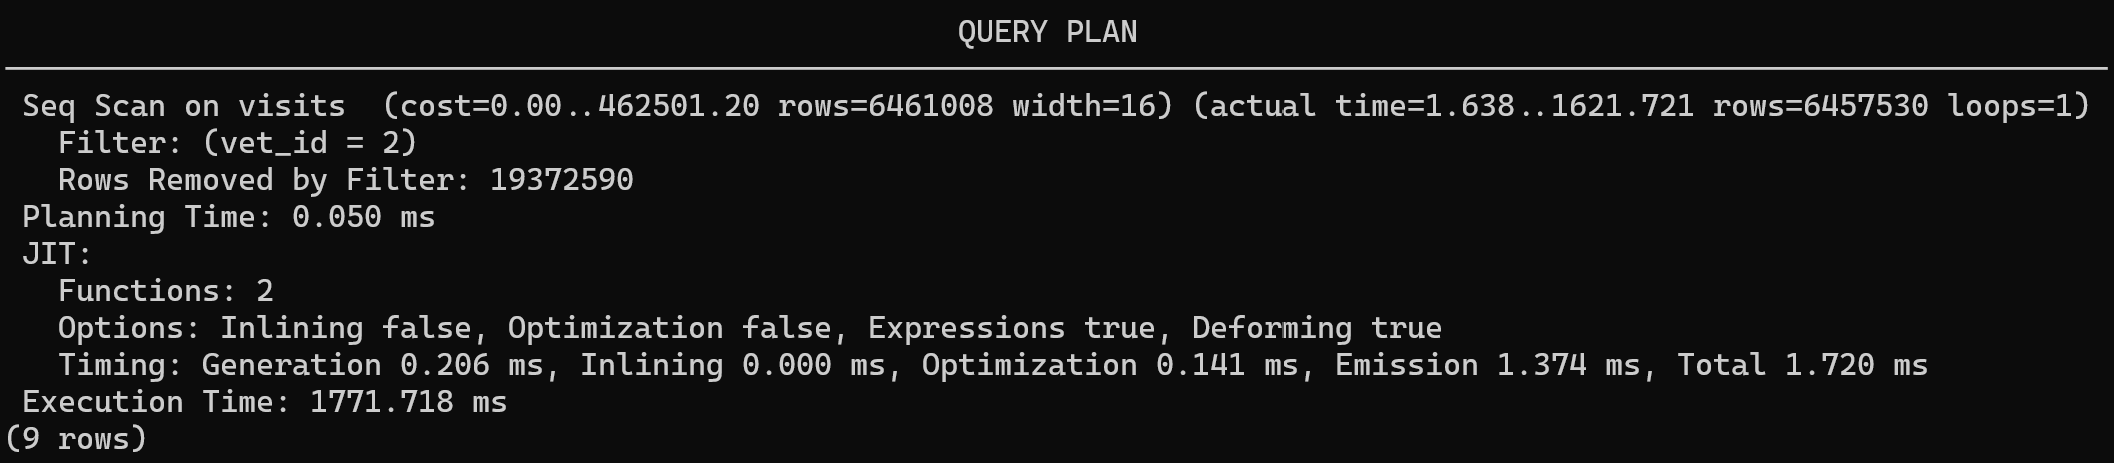 QUERY PLAN
Seq Scan on visits  (cost=0.00..462501.20 rows=6461008 width=16) (actual time=1.638..1621.721 rows=6457530 loops=1)
  Filter: (vet_id = 2)
  Rows Removed by Filter: 19372590
Planning Time: 0.050 ms
JIT:
  Functions: 2
  Options: Inlining false, Optimization false, Expressions true, Deforming true
  Timing: Generation 0.206 ms, Inlining 0.000 ms, Optimization 0.141 ms, Emission 1.374 ms, Total 1.720 ms
Execution Time: 1771.718 ms
(9 rows)